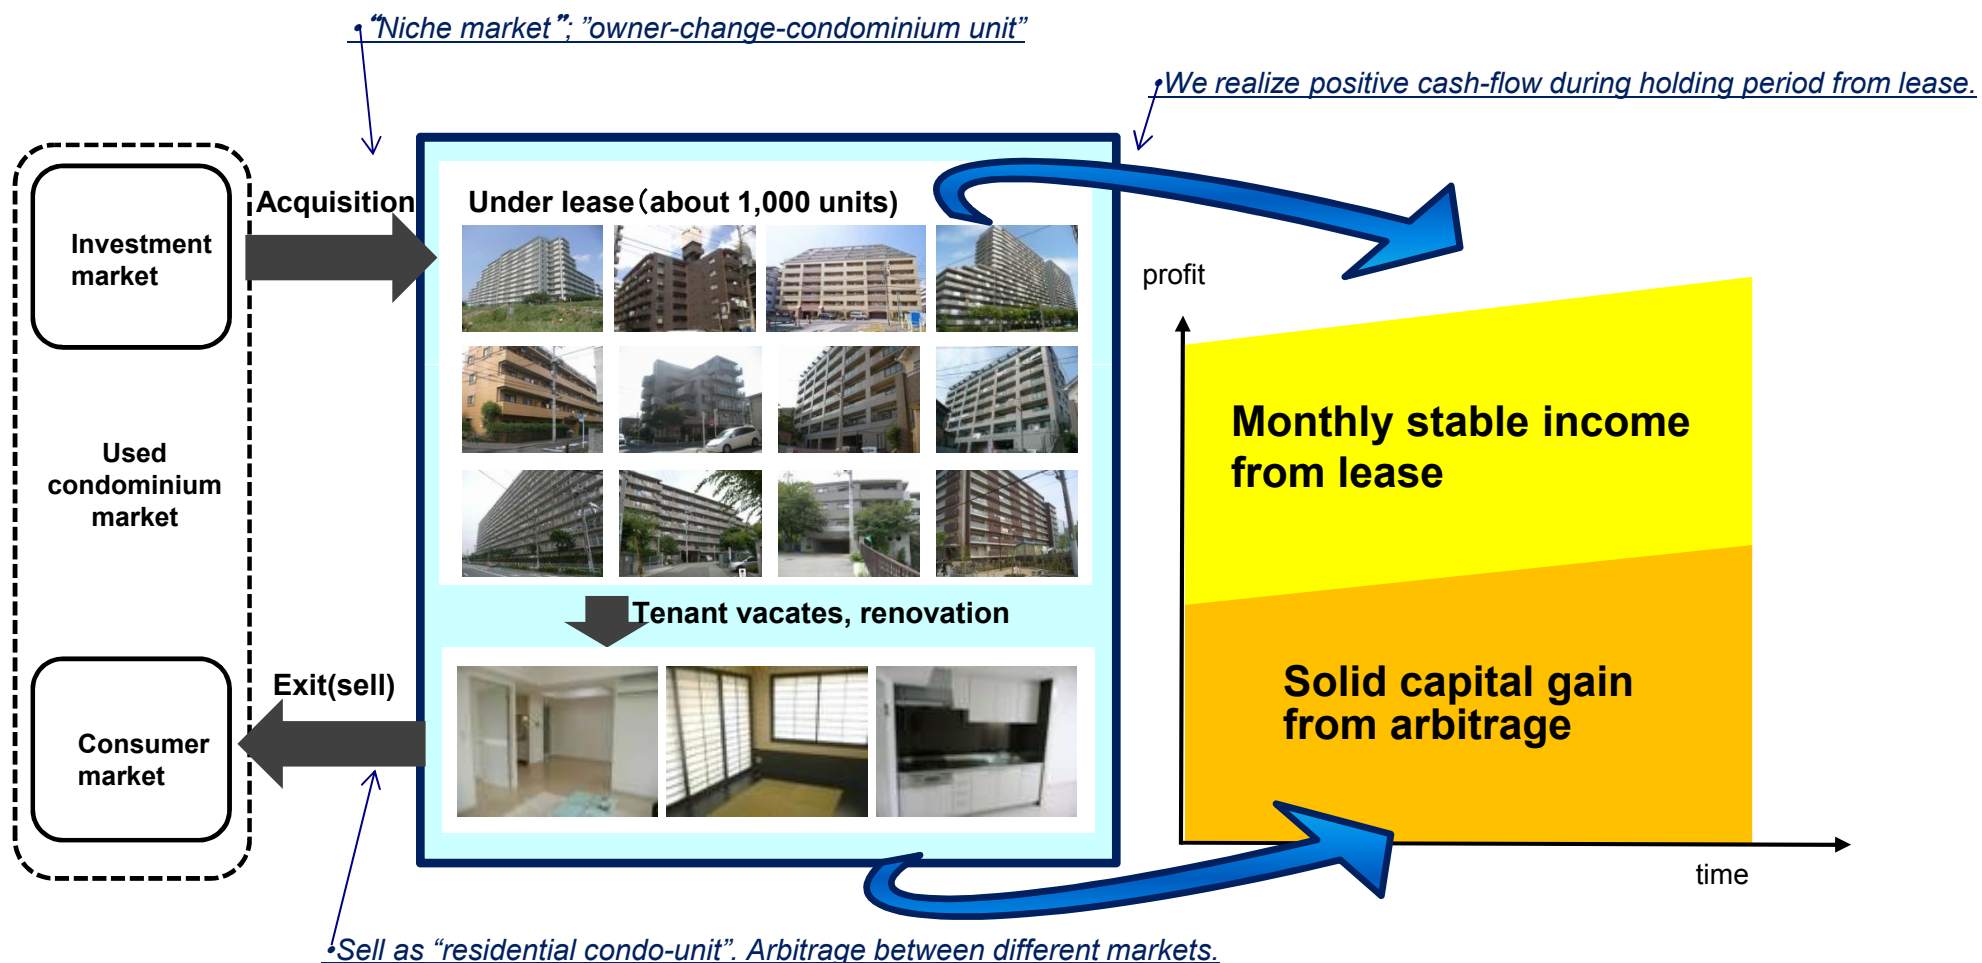 •“Niche market”; ”owner-change-condominium unit”
•We realize positive cash-flow during holding period from lease.
Acquisition
Under lease（about 1,000 units)
Investment
market
profit
Used
condominium
market
Monthly stable income
from lease
Tenant vacates, renovation
Exit(sell)
Consumer
market
Solid capital gain
from arbitrage
time
•Sell as “residential condo-unit”. Arbitrage between different markets.